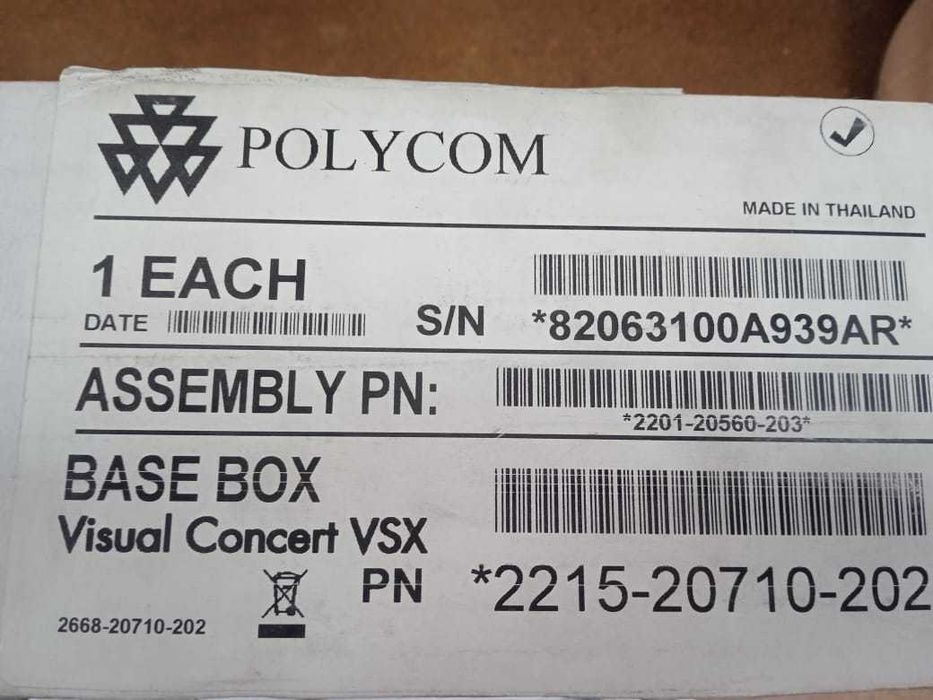 POLYCOM
MADE IN THAILAND
1 EACH
DATE
S/N *82063100A939AR*
ASSEMBLY PN:
*2201-20560-203*
BASE BOX
Visual Concert VSX
PN *2215-20710-202
2668-20710-202